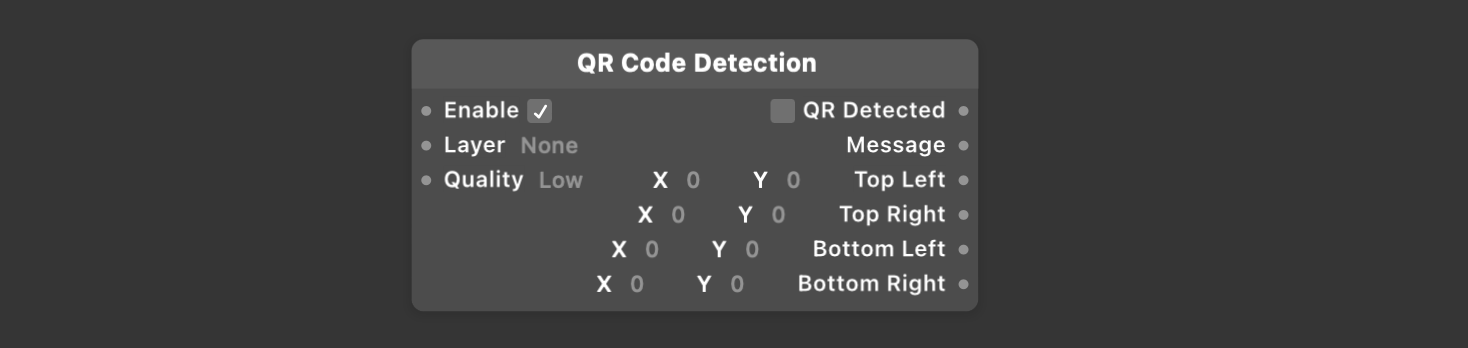 QR Code Detection
Enable QR Detected
Layer None Message
Quality Low X 0 Y 0 Top Left
X 0 Y 0 Top Right
X 0 Y 0 Bottom Left
X 0 Y 0 Bottom Right